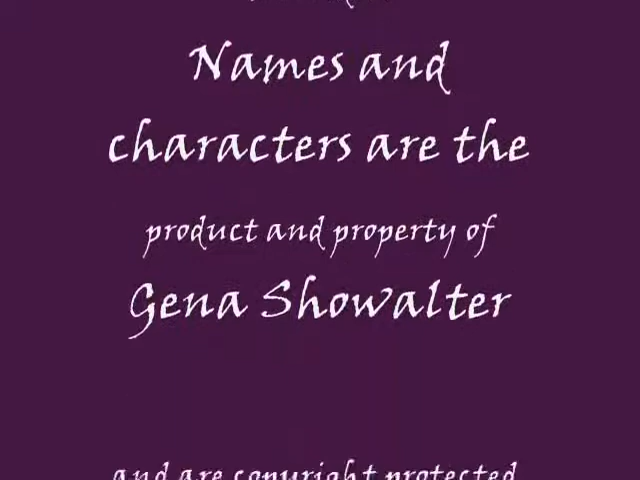 Names and
characters are the
product and property of
Gena Showalter
and are copyright protected